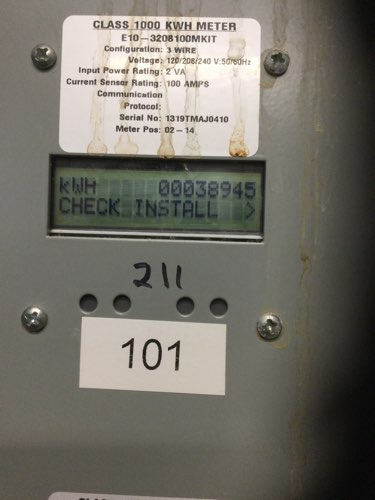 CLASS 1000 KWH METER
E10-3208100MKIT
Configuration: 3 WIRE
Voltage: 120/208/240 V:50/60Hz
Input Power Rating: 2 VA
Current Sensor Rating: 100 AMPS
Communication
Protocol:
Serial No: 1319TMAJ0410
Meter Pos: 02-14
kWH 00038945
CHECK INSTALL >
211
101